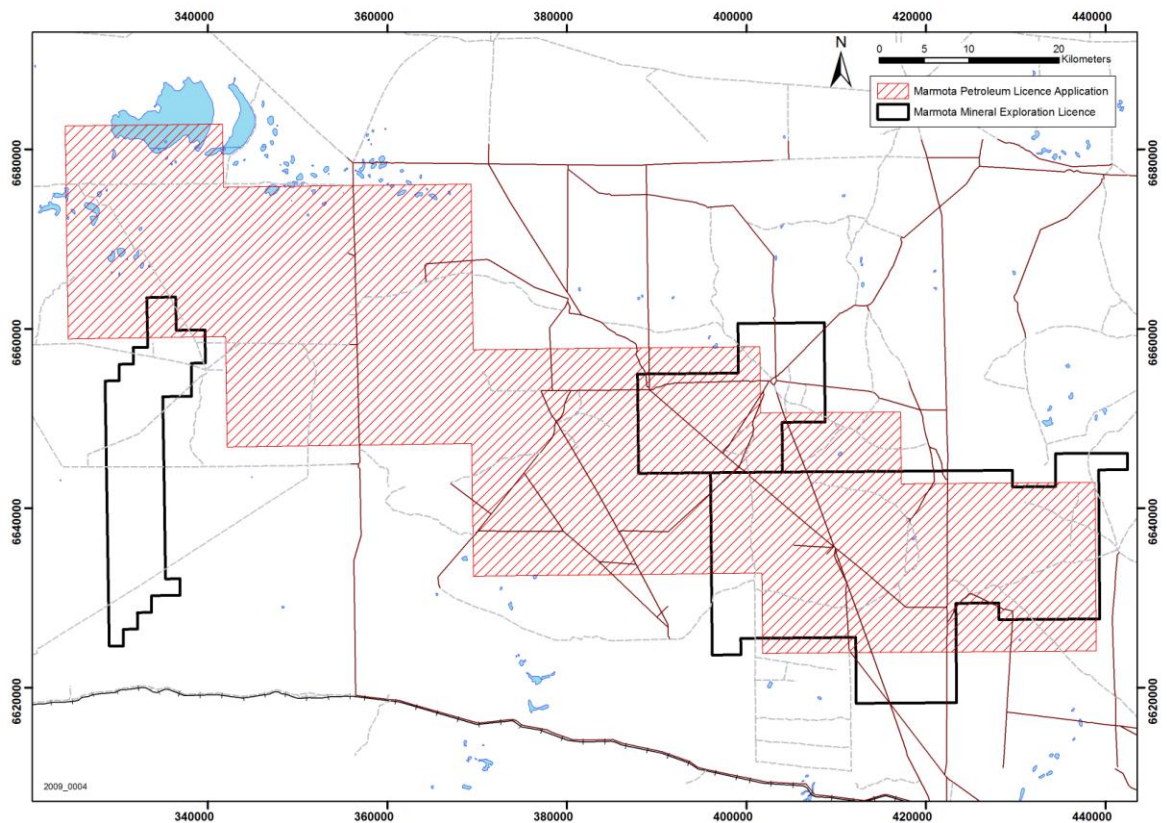 340000 360000 380000 400000 420000 440000
N
0 5 10 20
Kilometers
Marmota Petroleum Licence Application
Marmota Mineral Exploration Licence
6680000 6680000
6660000 6660000
6640000 6640000
6620000 6620000
2009_0004
340000 360000 380000 400000 420000 440000